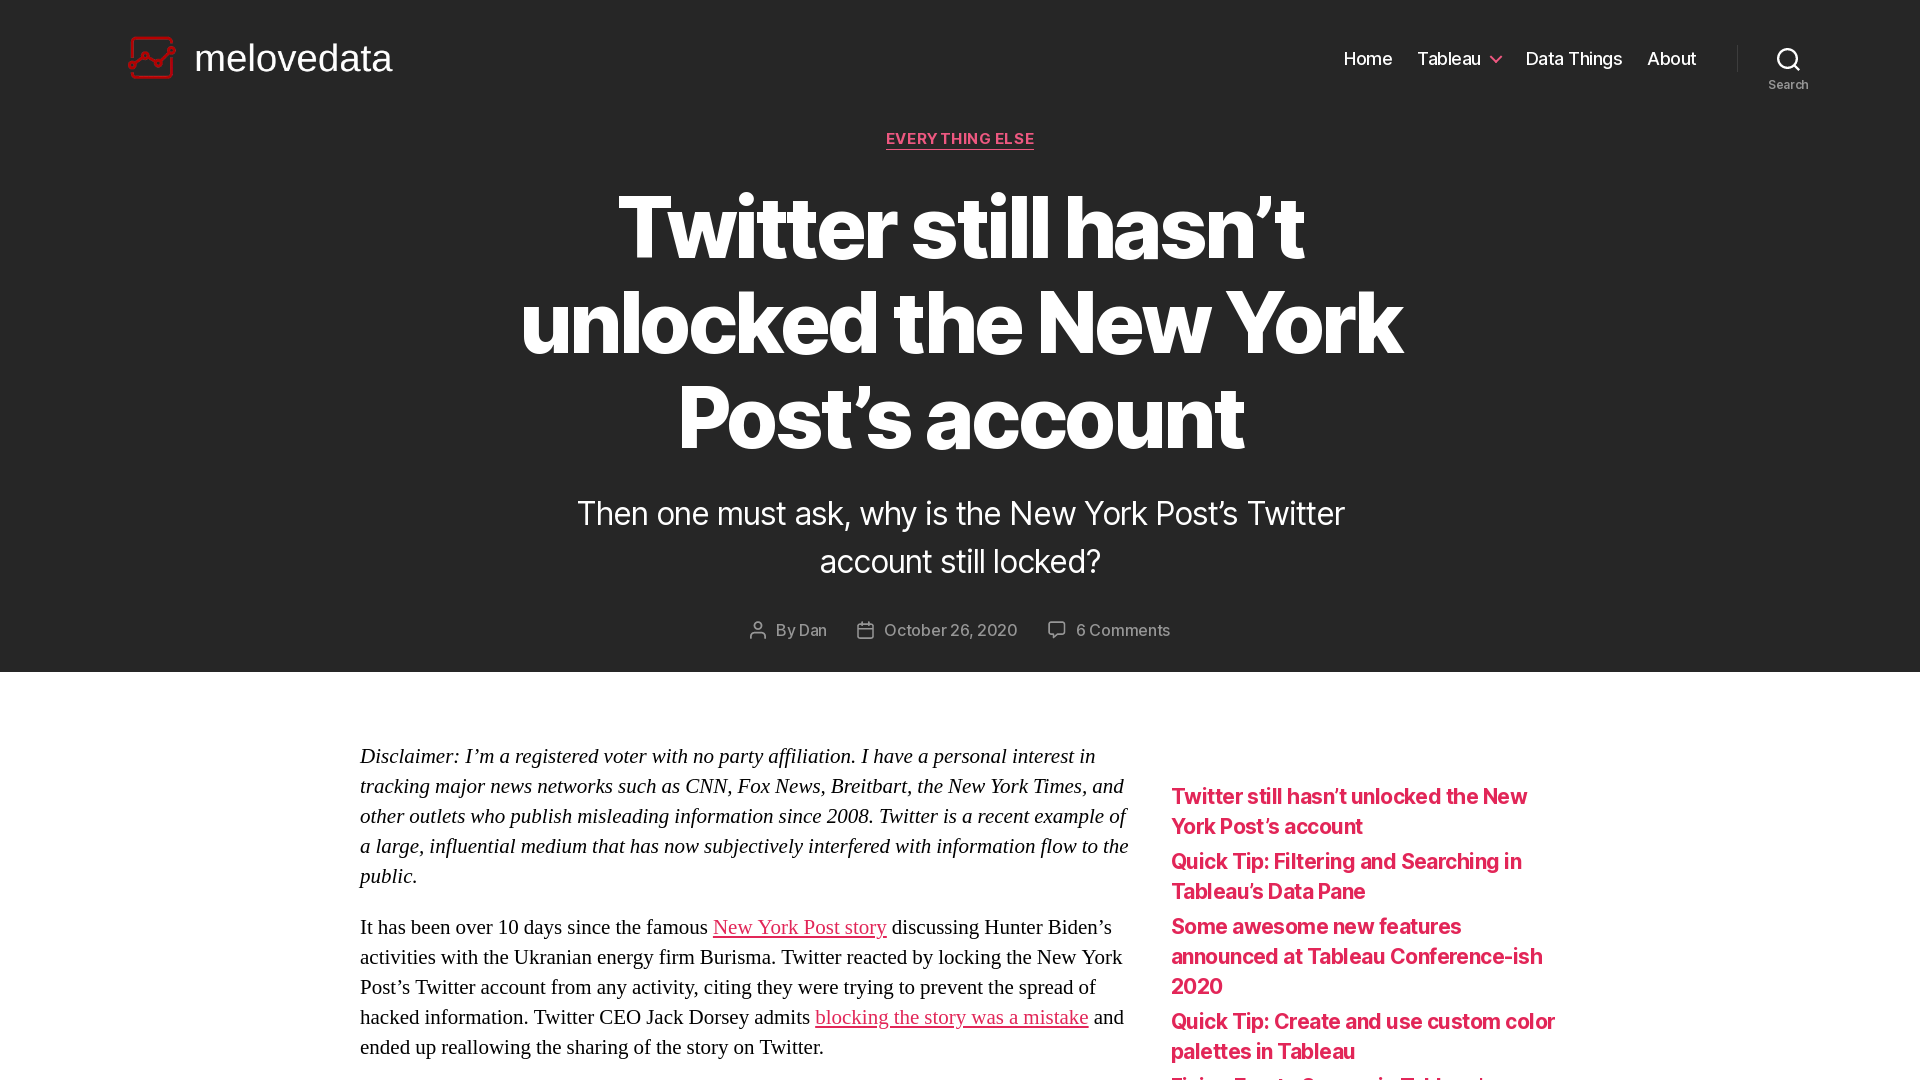 melovedata
Home Tableau Data Things About
Search
EVERYTHING ELSE
Twitter still hasn’t
unlocked the New York
Post’s account
Then one must ask, why is the New York Post’s Twitter
account still locked?
By Dan October 26, 2020 6 Comments
Disclaimer: I’m a registered voter with no party affiliation. I have a personal interest in
tracking major news networks such as CNN, Fox News, Breitbart, the New York Times, and
other outlets who publish misleading information since 2008. Twitter is a recent example of
a large, influential medium that has now subjectively interfered with information flow to the
public.
It has been over 10 days since the famous New York Post story discussing Hunter Biden’s
activities with the Ukranian energy firm Burisma. Twitter reacted by locking the New York
Post’s Twitter account from any activity, citing they were trying to prevent the spread of
hacked information. Twitter CEO Jack Dorsey admits blocking the story was a mistake and
ended up reallowing the sharing of the story on Twitter.
Twitter still hasn’t unlocked the New
York Post’s account
Quick Tip: Filtering and Searching in
Tableau’s Data Pane
Some awesome new features
announced at Tableau Conference-ish
2020
Quick Tip: Create and use custom color
palettes in Tableau